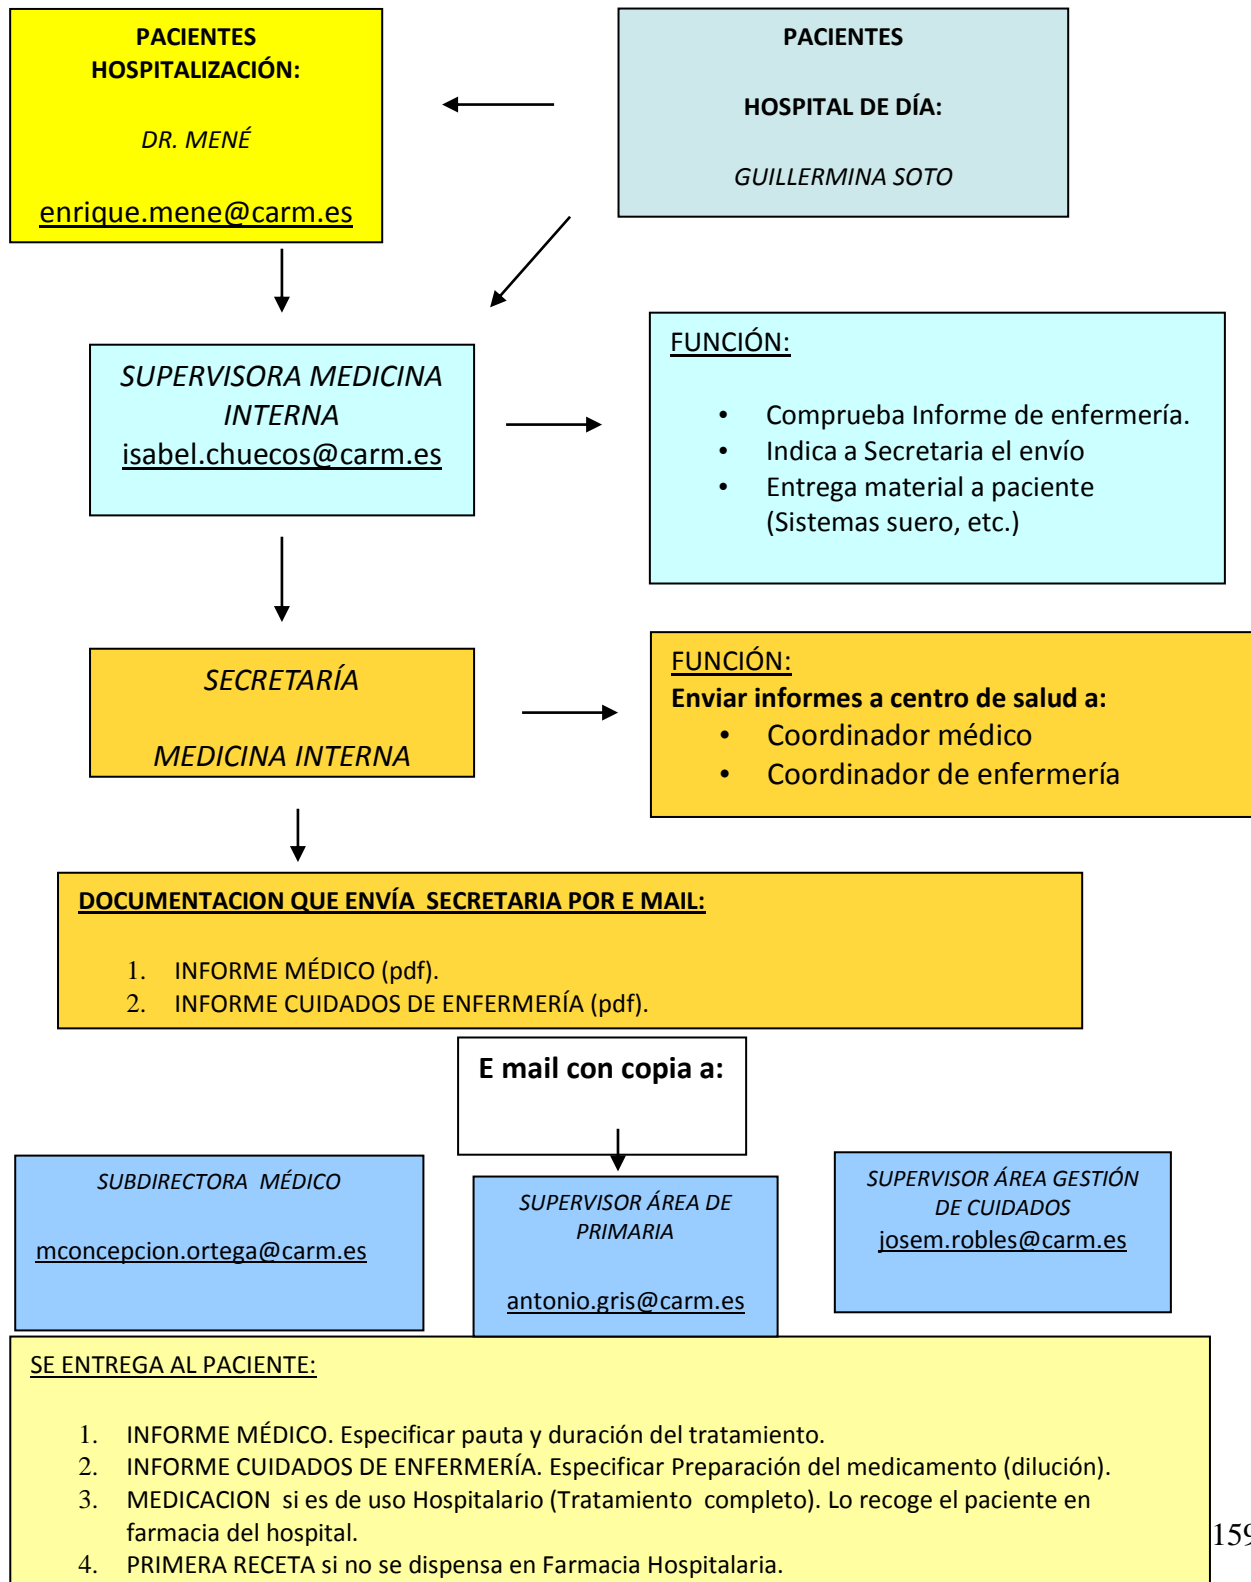 PACIENTES
HOSPITALIZACIÓN:
DR. MENÉ
enrique.mene@carm.es
PACIENTES
HOSPITAL DE DÍA:
GUILLERMINA SOTO
SUPERVISORA MEDICINA
INTERNA
isabel.chuecos@carm.es
FUNCIÓN:
• Comprueba Informe de enfermería.
• Indica a Secretaria el envío
• Entrega material a paciente
(Sistemas suero, etc.)
SECRETARÍA
MEDICINA INTERNA
FUNCIÓN:
Enviar informes a centro de salud a:
• Coordinador médico
• Coordinador de enfermería
DOCUMENTACION QUE ENVÍA SECRETARIA POR E MAIL:
1. INFORME MÉDICO (pdf).
2. INFORME CUIDADOS DE ENFERMERÍA (pdf).
E mail con copia a:
SUBDIRECTORA MÉDICO
mconcepcion.ortega@carm.es
SUPERVISOR ÁREA DE
PRIMARIA
antonio.gris@carm.es
SUPERVISOR ÁREA GESTIÓN
DE CUIDADOS
josem.robles@carm.es
SE ENTREGA AL PACIENTE:
1. INFORME MÉDICO. Especificar pauta y duración del tratamiento.
2. INFORME CUIDADOS DE ENFERMERÍA. Especificar Preparación del medicamento (dilución).
3. MEDICACION si es de uso Hospitalario (Tratamiento completo). Lo recoge el paciente en
farmacia del hospital.
4. PRIMERA RECETA si no se dispensa en Farmacia Hospitalaria.
159